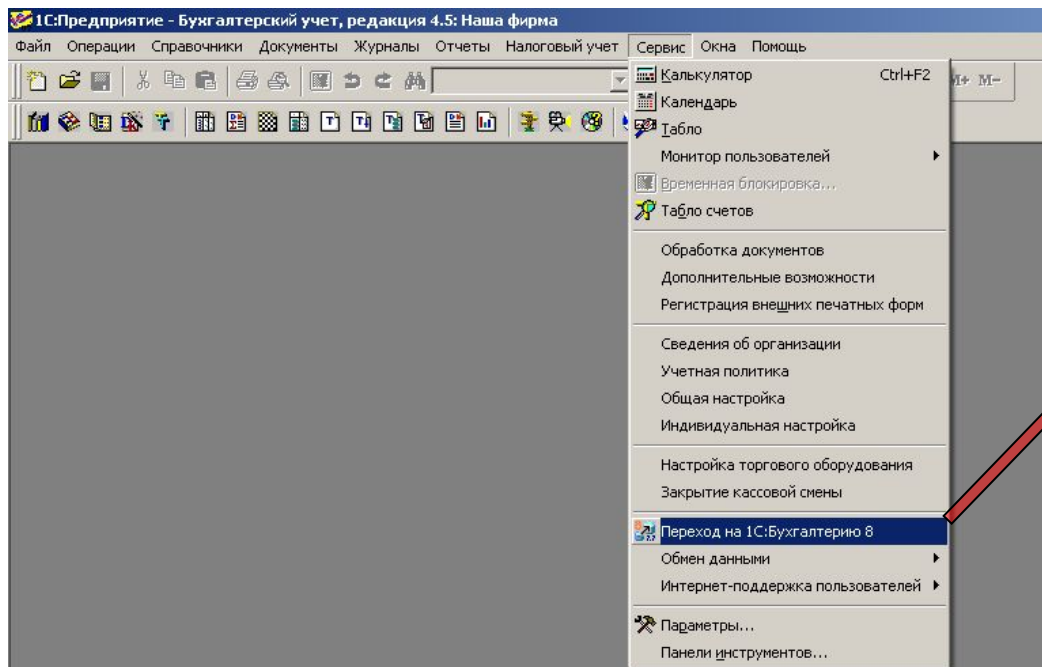 1С:Предприятие - Бухгалтерский учет, редакция 4.5: Наша фирма
Файл Операции Справочники Документы Журналы Отчеты Налоговый учет Сервис Окна Помощь
Калькулятор Ctrl+F2
M+ M-
Календарь
Табло
Монитор пользователей
Временная блокировка...
Табло счетов
Обработка документов
Дополнительные возможности
Регистрация внешних печатных форм
Сведения об организации
Учетная политика
Общая настройка
Индивидуальная настройка
Настройка торгового оборудования
Закрытие кассовой смены
Переход на 1С:Бухгалтерию 8
Обмен данными
Интернет-поддержка пользователей
Параметры...
Панели инструментов...